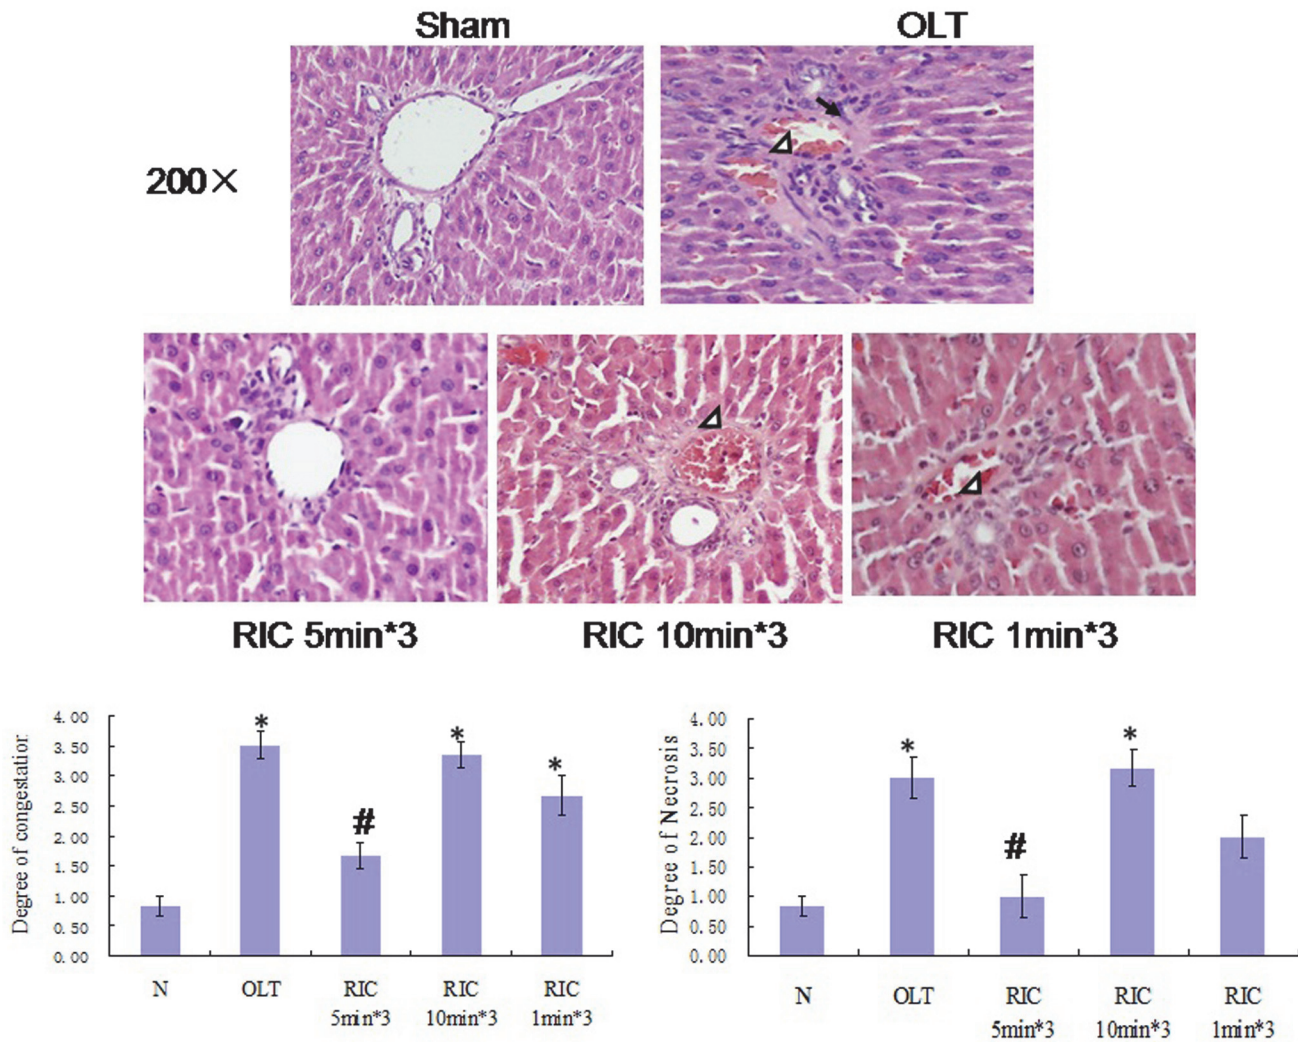 Sham
OLT
200×
RIC 5min*3
RIC 10min*3
RIC 1min*3
Degree of congestation
4.00
3.50
3.00
2.50
2.00
1.50
1.00
0.50
0.00
*
#
*
*
N
OLT
RIC
5min*3
RIC
10min*3
RIC
1min*3
Degree of Necrosis
4.00
3.50
3.00
2.50
2.00
1.50
1.00
0.50
0.00
*
#
*
N
OLT
RIC
5min*3
RIC
10min*3
RIC
1min*3